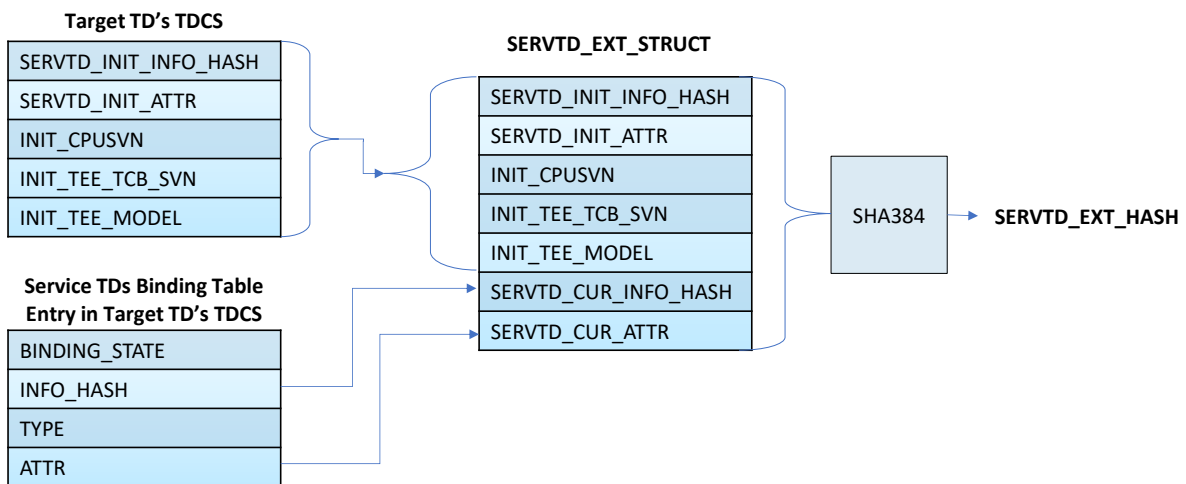 Target TD's TDCS
SERVTD_INIT_INFO_HASH
SERVTD_INIT_ATTR
INIT_CPUSVN
INIT_TEE_TCB_SVN
INIT_TEE_MODEL
Service TDs Binding Table
Entry in Target TD's TDCS
BINDING_STATE
INFO_HASH
TYPE
ATTR
SERVTD_EXT_STRUCT
SERVTD_INIT_INFO_HASH
SERVTD_INIT_ATTR
INIT_CPUSVN
INIT_TEE_TCB_SVN
INIT_TEE_MODEL
SERVTD_CUR_INFO_HASH
SERVTD_CUR_ATTR
SHA384
SERVTD_EXT_HASH